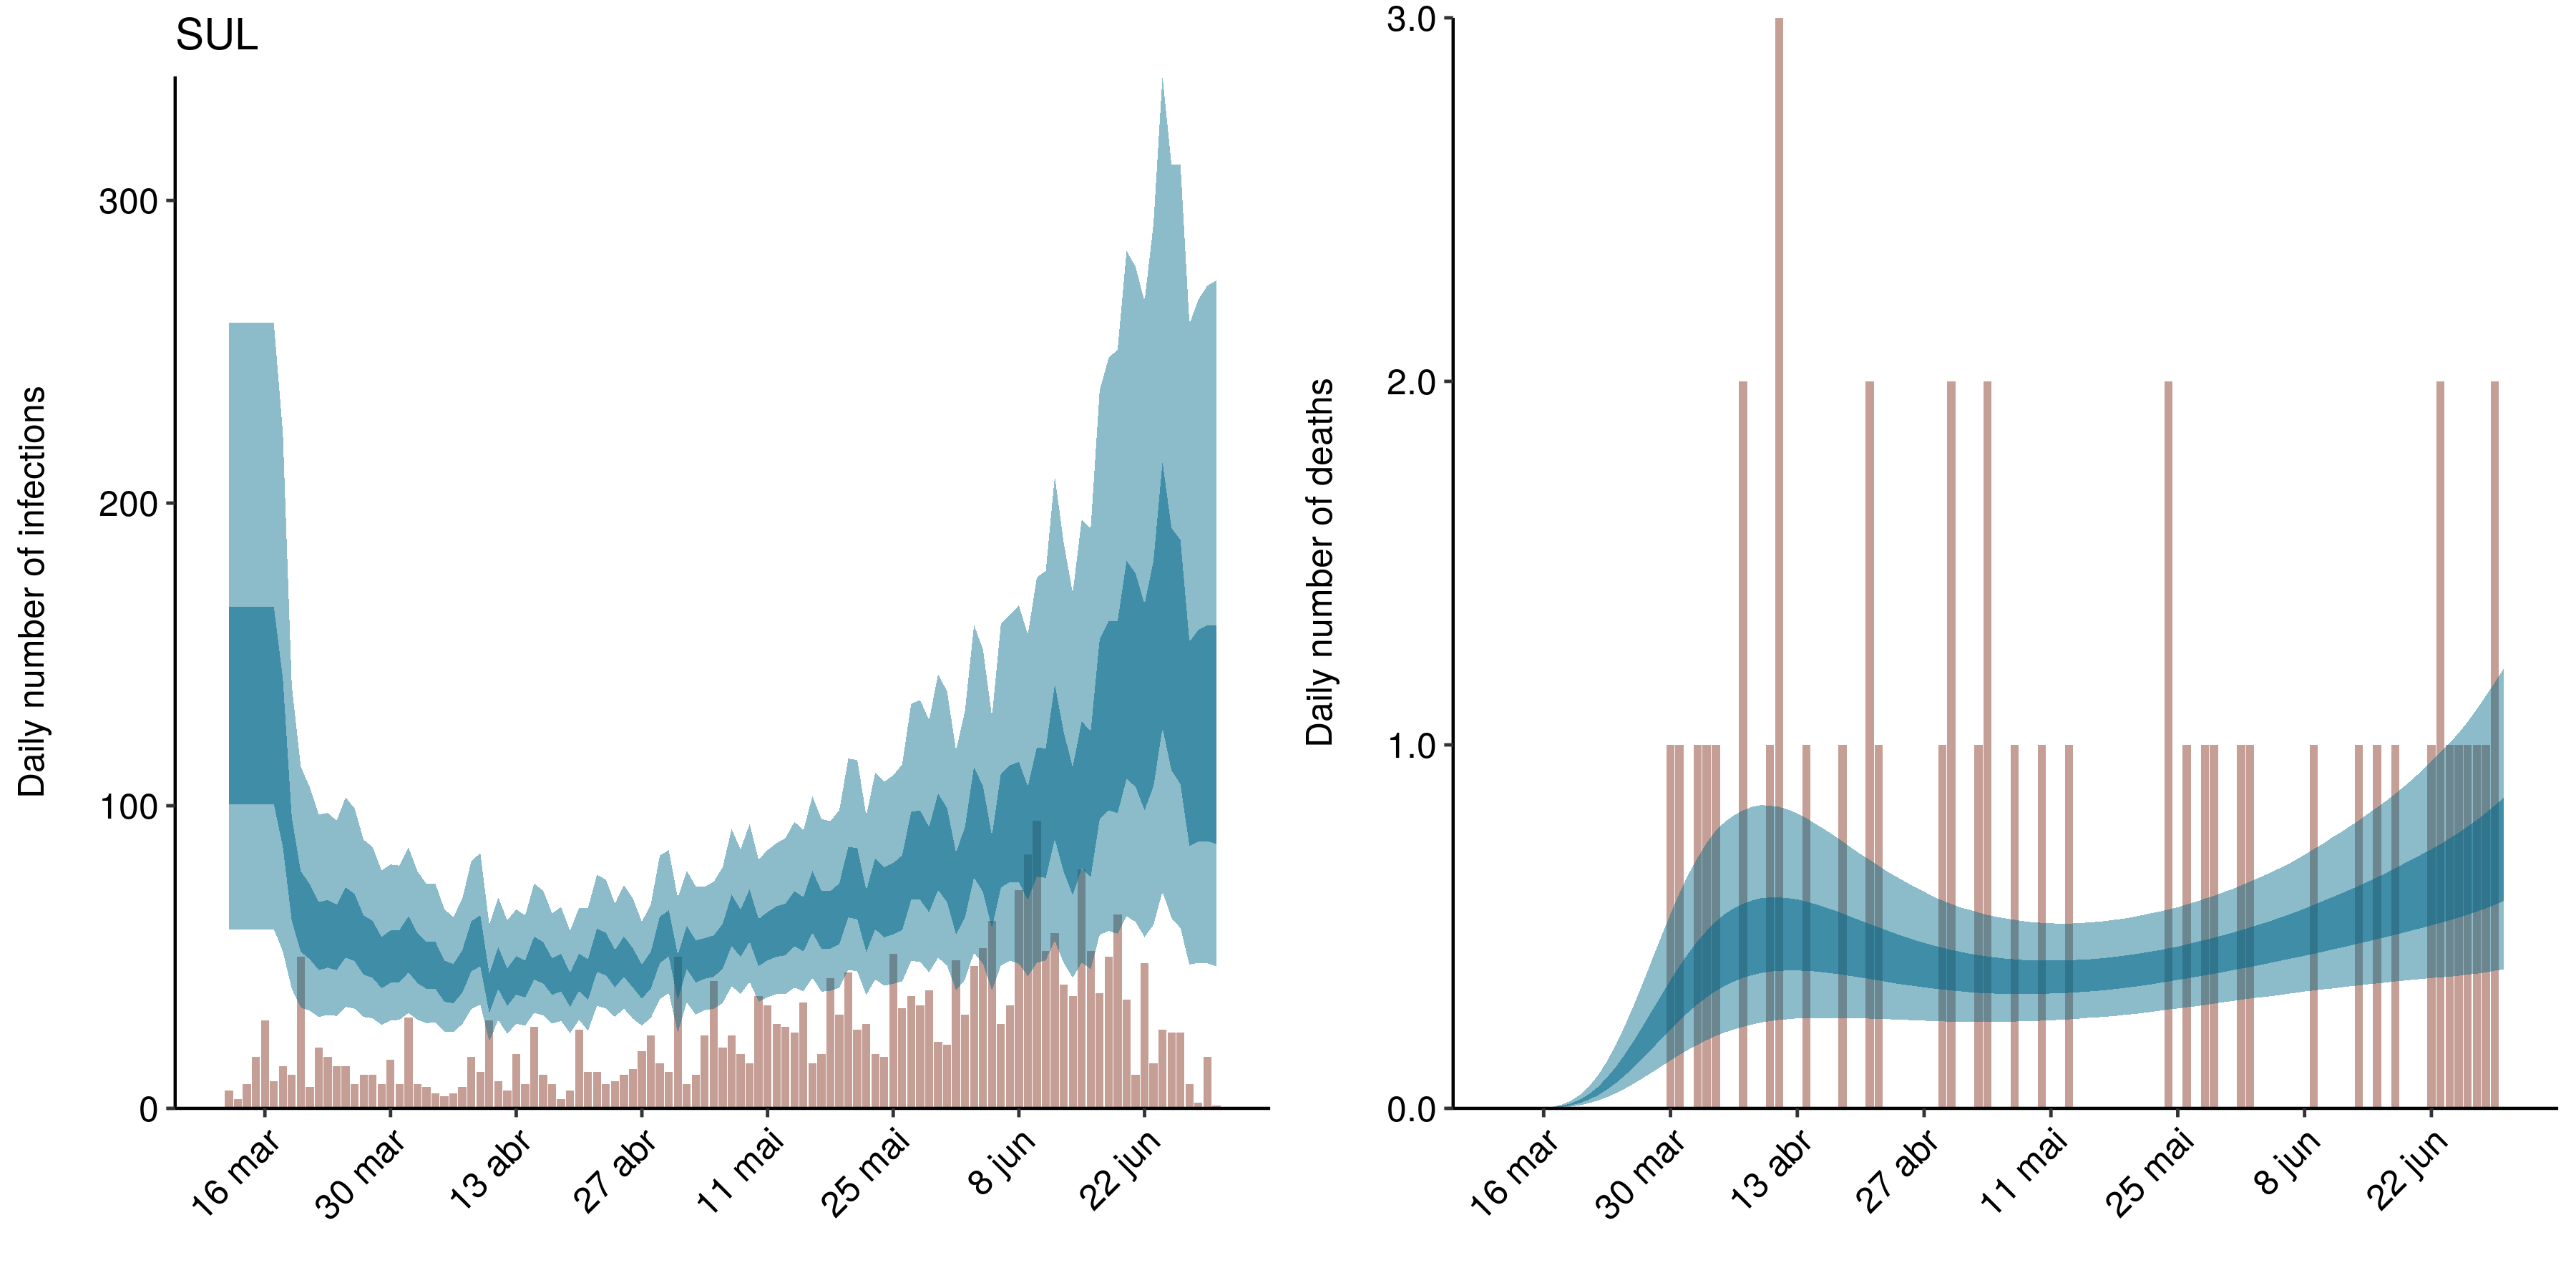 SUL
Daily number of infections
300
200
100
0
16 mar
30 mar
13 abr
27 abr
11 mai
25 mai
8 jun
22 jun
Daily number of deaths
3.0
2.0
1.0
0.0
16 mar
30 mar
13 abr
27 abr
11 mai
25 mai
8 jun
22 jun